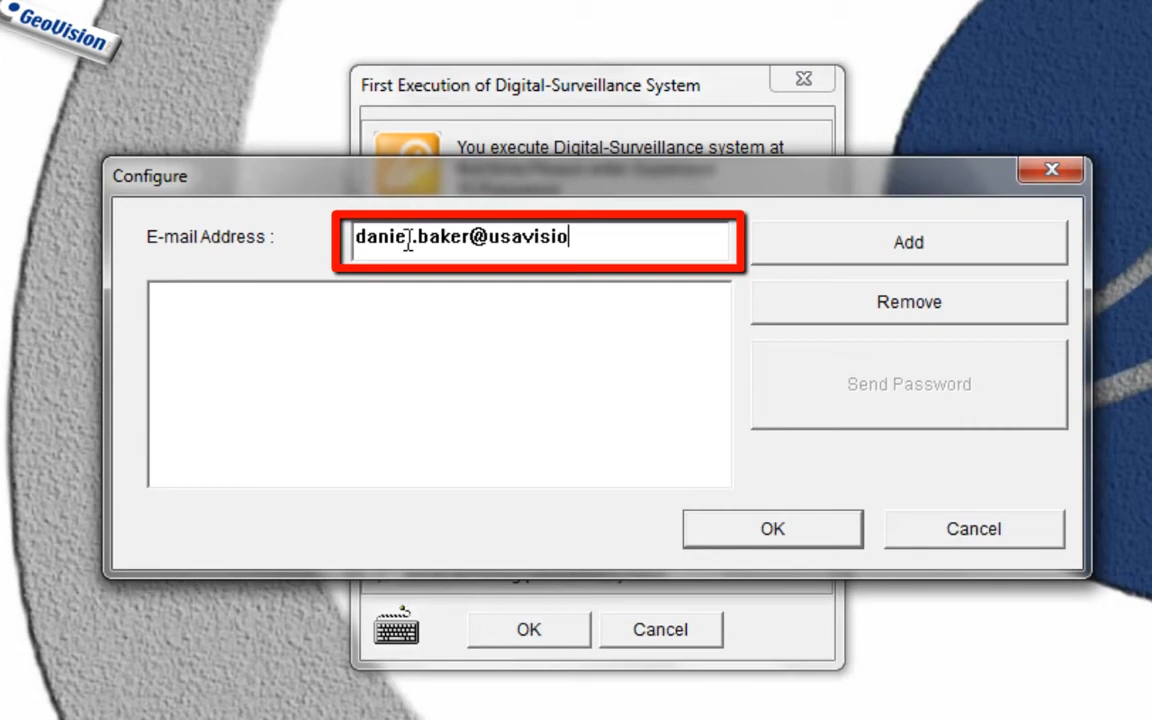 GeoVision
First Execution of Digital-Surveillance System
You execute Digital-Surveillance system at
Configure
E-mail Address :
daniel.baker@usavisio
Add
Remove
Send Password
OK
Cancel
OK
Cancel